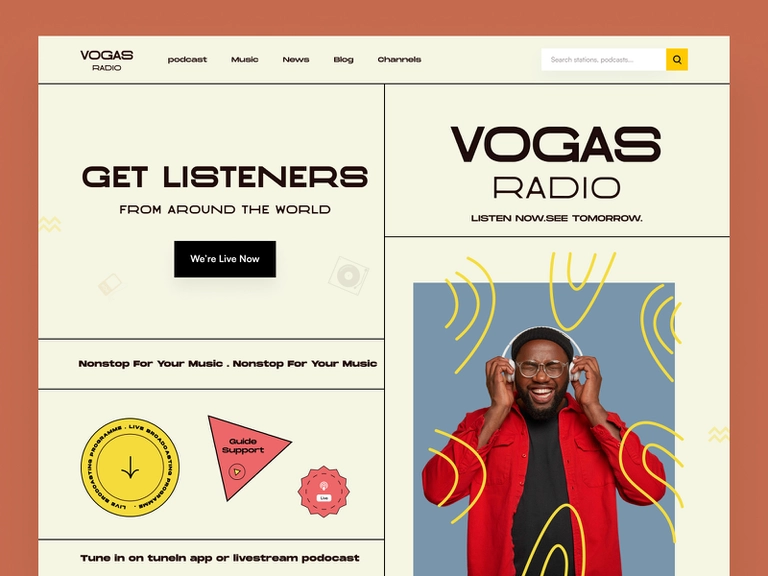 VOGAS
RADIO
podcast
Music
News
Blog
Channels
Search stations, podcasts...
GET LISTENERS
FROM AROUND THE WORLD
We're Live Now
VOGAS
RADIO
LISTEN NOW.SEE TOMORROW.
Nonstop For Your Music . Nonstop For Your Music
LIVE BROADCASTING PROGRAMME . LIVE BROADCASTING PROGRAMME .
Guide
Support
Live
Tune in on tuneln app or livestream podocast